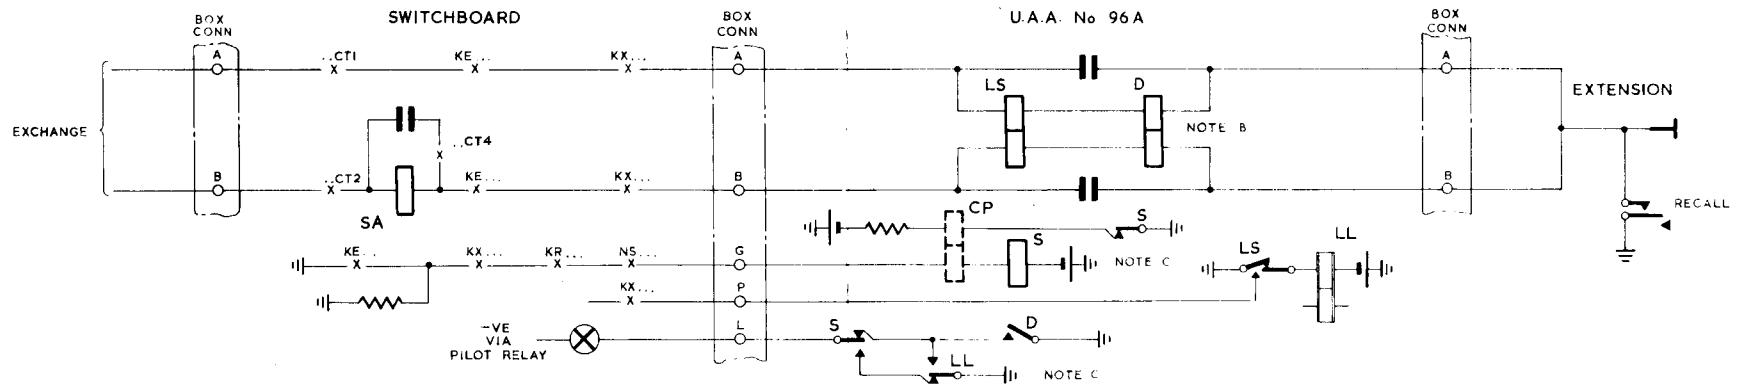 SWITCHBOARD
U.A.A. No 96A
BOX
CONN
BOX
CONN
BOX
CONN
A
..CT1
KE...
KX...
A
A
LS
D
EXTENSION
EXCHANGE
..CT4
NOTE B
B
..CT2
KE...
KX...
B
B
SA
CP
S
RECALL
KE...
KX...
KR...
NS...
G
S
NOTE C
LS
LL
KX...
P
-VE
VIA
PILOT RELAY
L
S
D
LL
NOTE C